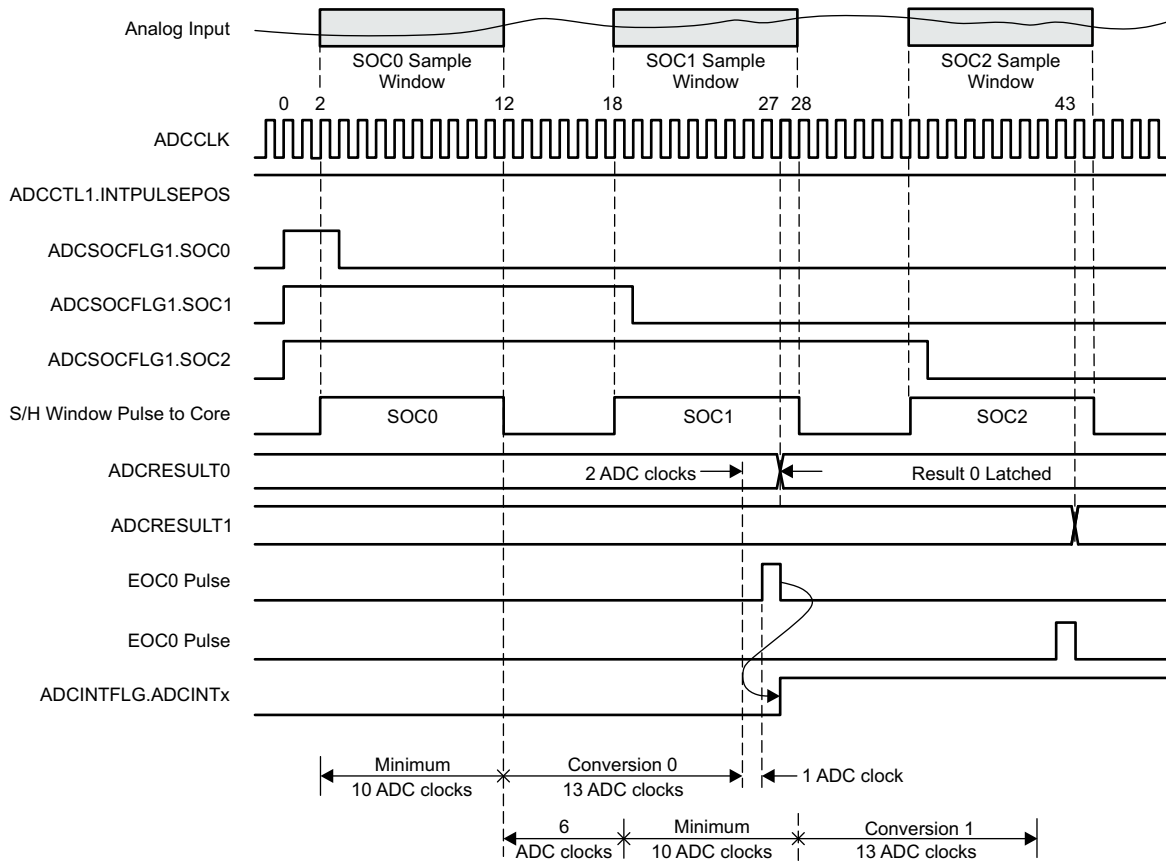 Analog Input
SOC0 Sample
Window
SOC1 Sample
Window
SOC2 Sample
Window
0 2 12 18 27 28 43
ADCCLK
ADCCTL1.INTPULSEPOS
ADCSOCFLG1.SOC0
ADCSOCFLG1.SOC1
ADCSOCFLG1.SOC2
S/H Window Pulse to Core
SOC0
SOC1
SOC2
ADCRESULT0
2 ADC clocks
Result 0 Latched
ADCRESULT1
EOC0 Pulse
EOC0 Pulse
ADCINTFLG.ADCINTx
Minimum
10 ADC clocks
Conversion 0
13 ADC clocks
1 ADC clock
6
ADC clocks
Minimum
10 ADC clocks
Conversion 1
13 ADC clocks